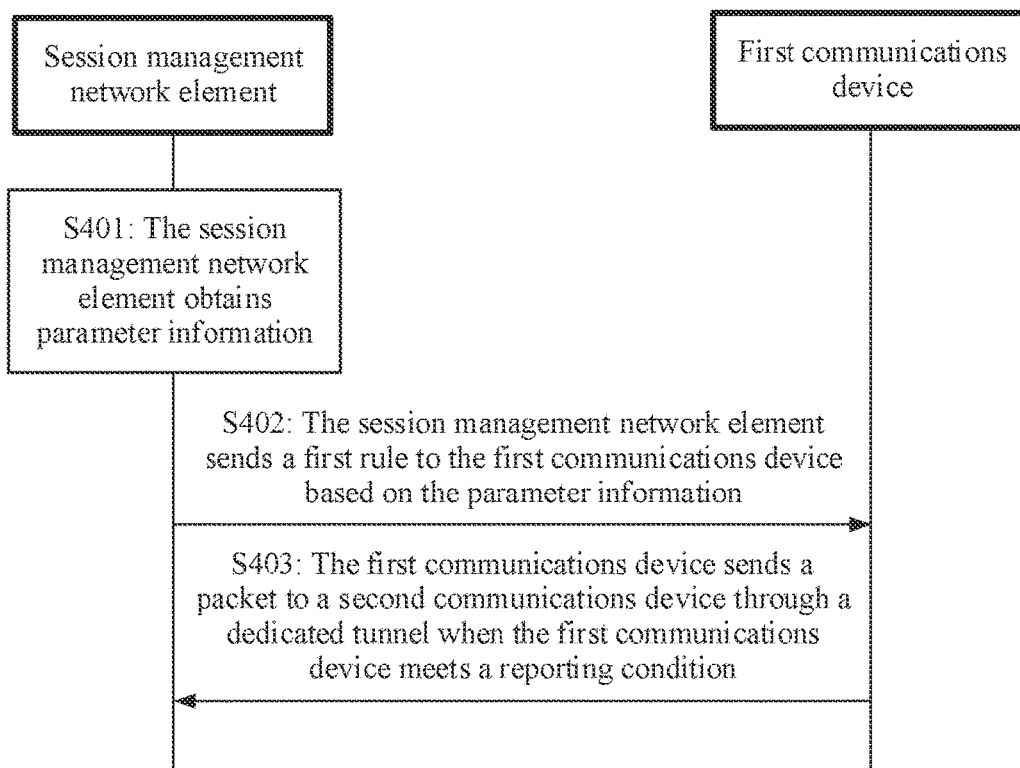 Session management
network element
First communications
device
S401: The session
management network
element obtains
parameter information
S402: The session management network element
sends a first rule to the first communications device
based on the parameter information
S403: The first communications device sends a
packet to a second communications device through a
dedicated tunnel when the first communications
device meets a reporting condition